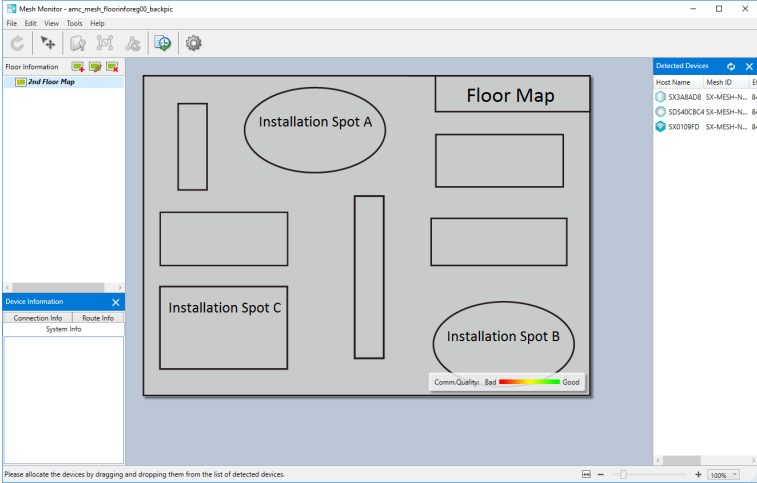 Mesh Monitor - amc_mesh_floorinforeg00_backpic
File Edit View Tools Help
Floor Information
2nd Floor Map
Floor Map
Installation Spot A
Installation Spot C
Installation Spot B
Comm.Quality: Bad Good
Detected Devices
Host Name Mesh ID
SX3A8AD8 SX-MESH-N... 84
SDS40CBC4 SX-MESH-N... 84
SX0109FD SX-MESH-N... 84
Device Information
Connection Info Route Info
System Info
Please allocate the devices by dragging and dropping them from the list of detected devices.
100%